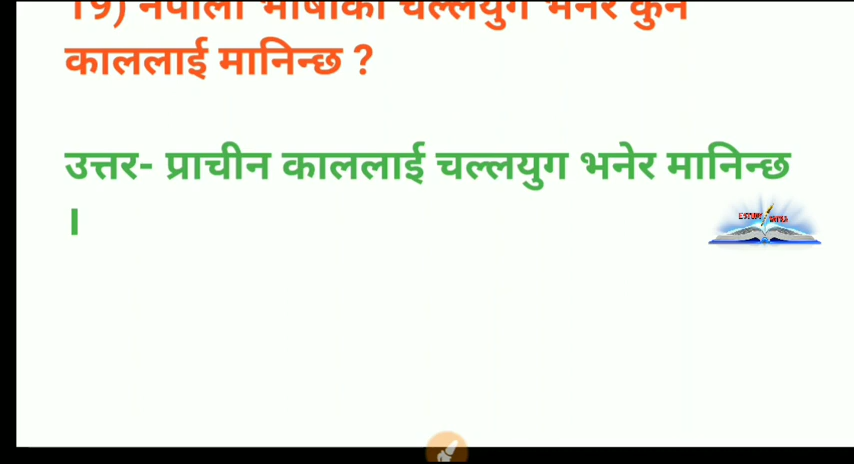 19) नेपाली भाषाको चल्लयुग भनेर कुन
काललाई मानिन्छ ?
उत्तर- प्राचीन काललाई चल्लयुग भनेर मानिन्छ
।